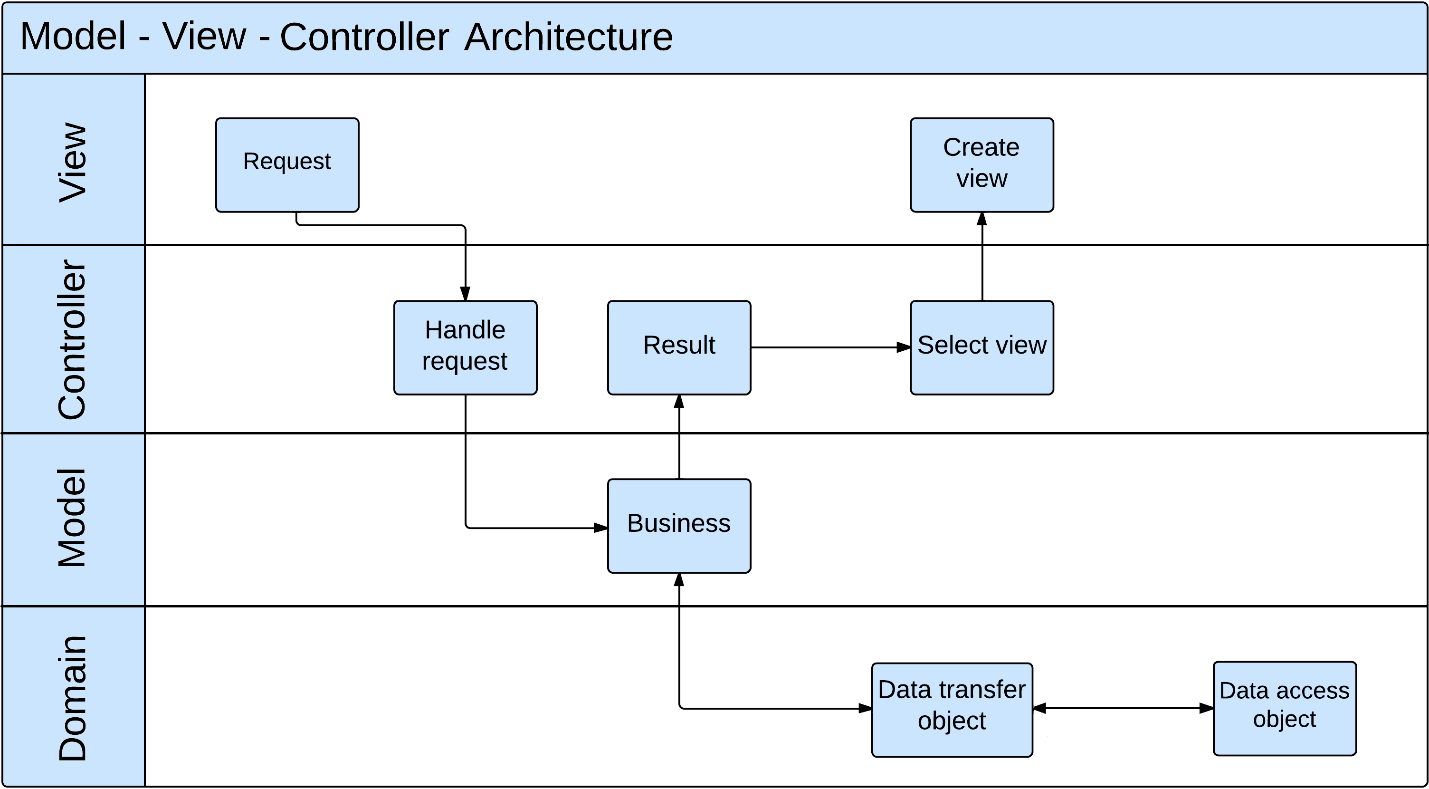 Model - View - Controller Architecture
View
Request
Create
view
Controller
Handle
request
Result
Select view
Model
Business
Domain
Data transfer
object
Data access
object